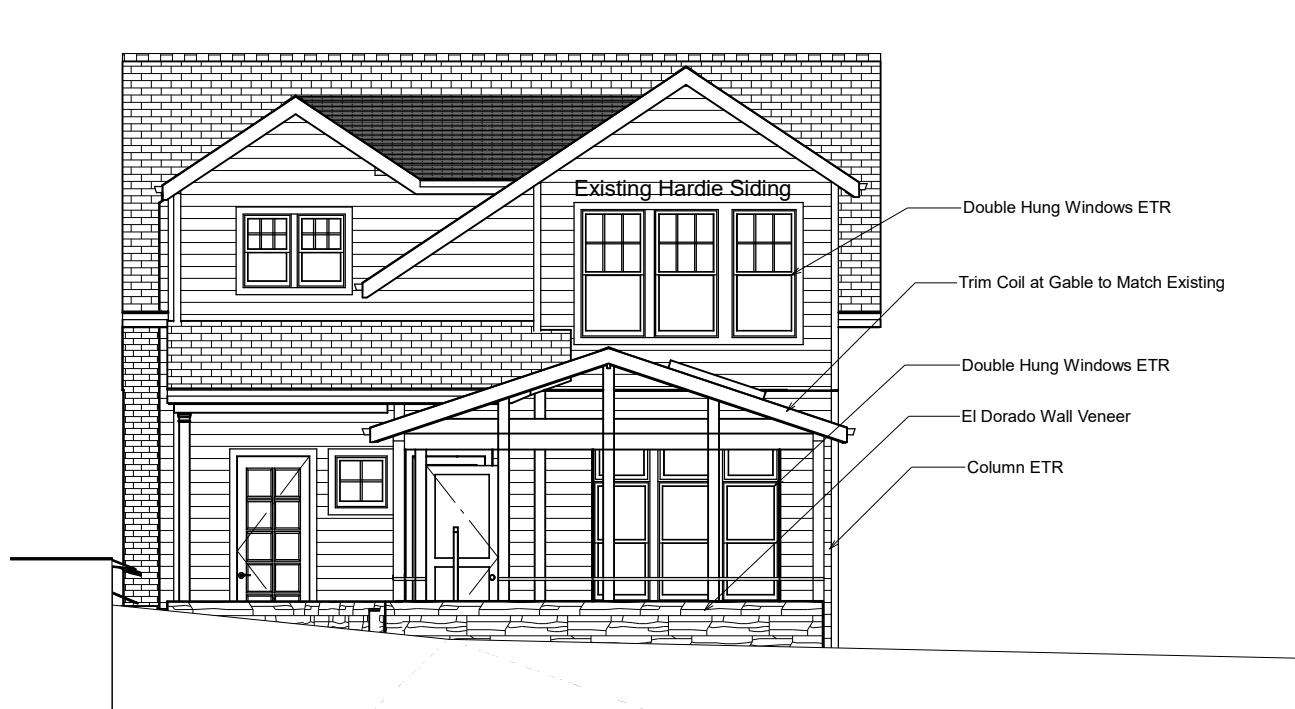 Existing Hardie Siding
Double Hung Windows ETR
Trim Coil at Gable to Match Existing
Double Hung Windows ETR
El Dorado Wall Veneer
Column ETR